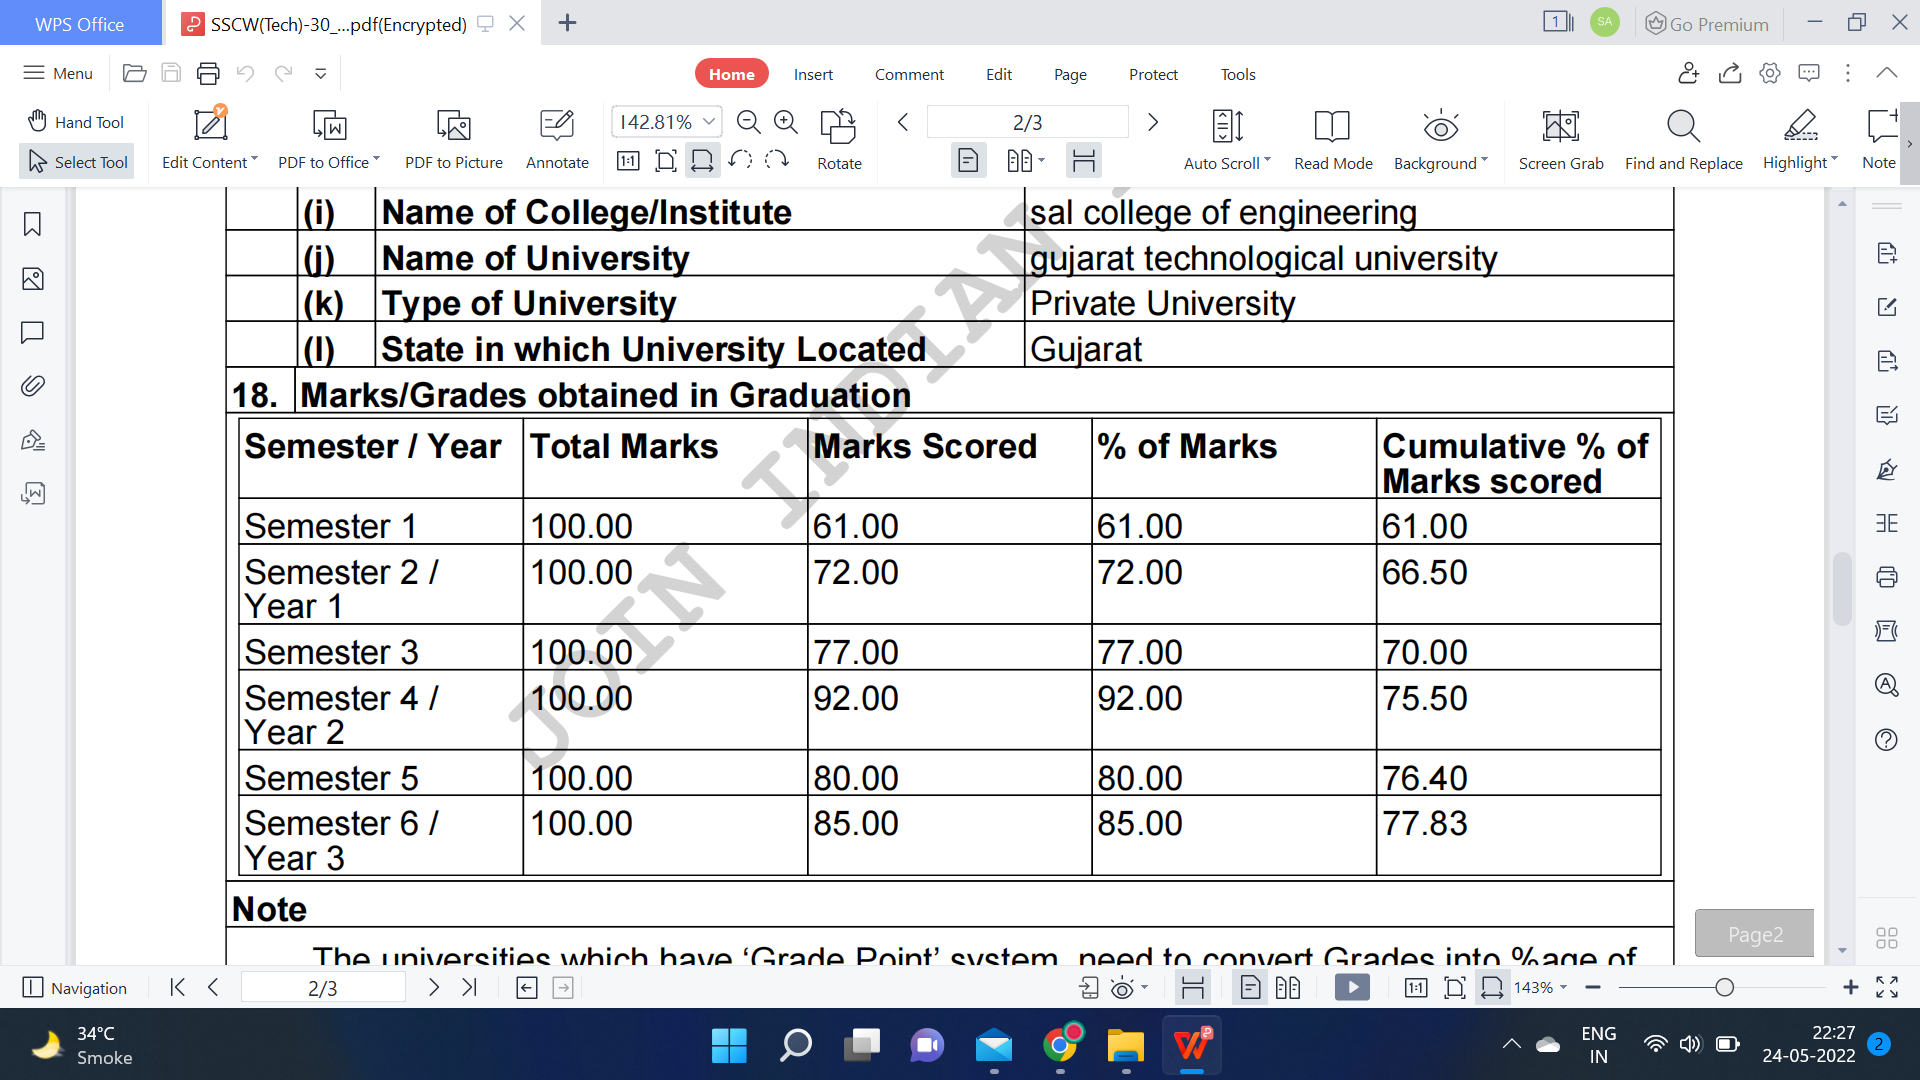 WPS Office
SSCW(Tech)-30_...pdf(Encrypted)
1
SA
Go Premium
Menu
Home Insert Comment Edit Page Protect Tools
Hand Tool
Select Tool
Edit Content
PDF to Office
PDF to Picture
Annotate
142.81%
1:1
Rotate
2/3
Auto Scroll
Read Mode
Background
Screen Grab
Find and Replace
Highlight
Note
(i) Name of College/Institute sal college of engineering
(j) Name of University gujarat technological university
(k) Type of University Private University
(l) State in which University Located Gujarat
18. Marks/Grades obtained in Graduation
Semester / Year Total Marks Marks Scored % of Marks Cumulative % of
Marks scored
Semester 1 100.00 61.00 61.00 61.00
Semester 2 / 100.00 72.00 72.00 66.50
Year 1
Semester 3 100.00 77.00 77.00 70.00
Semester 4 / 100.00 92.00 92.00 75.50
Year 2
Semester 5 100.00 80.00 80.00 76.40
Semester 6 / 100.00 85.00 85.00 77.83
Year 3
Note
The universities which have ‘Grade Point’ system, need to convert Grades into %age of
JOIN INDIAN
Page2
Navigation
2/3
1:1
143%
34°C
Smoke
ENG
IN
22:27
24-05-2022
2